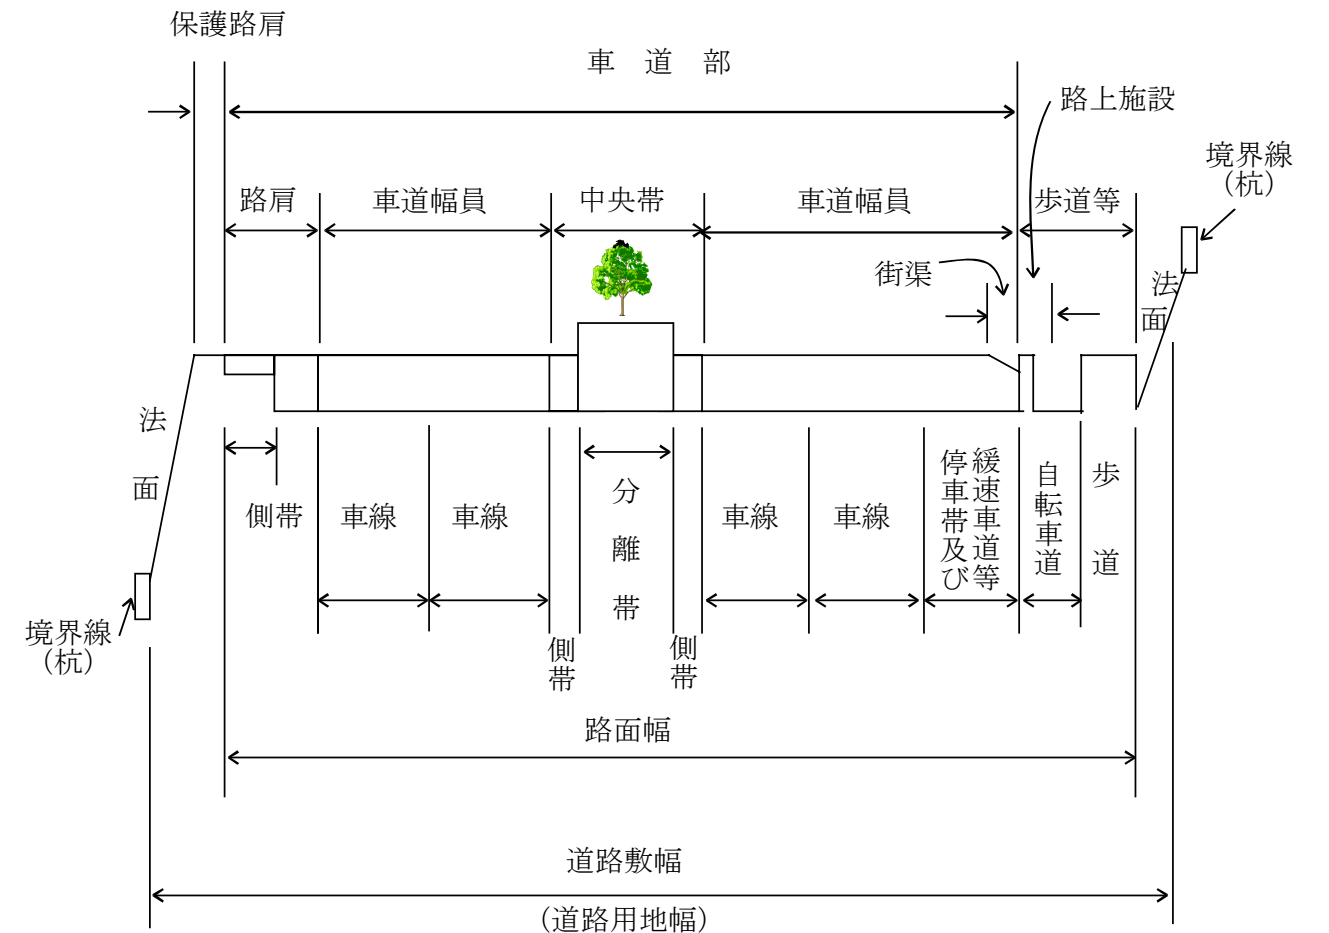 保護路肩
車道部
路上施設
境界線
(杭)
路肩
車道幅員
中央帯
車道幅員
歩道等
街渠
法面
法面
側帯
車線
車線
分離帯
車線
車線
緩速車道等
停車帯及び
自転車道
歩道
境界線
(杭)
側帯
側帯
路面幅
道路敷幅
(道路用地幅)